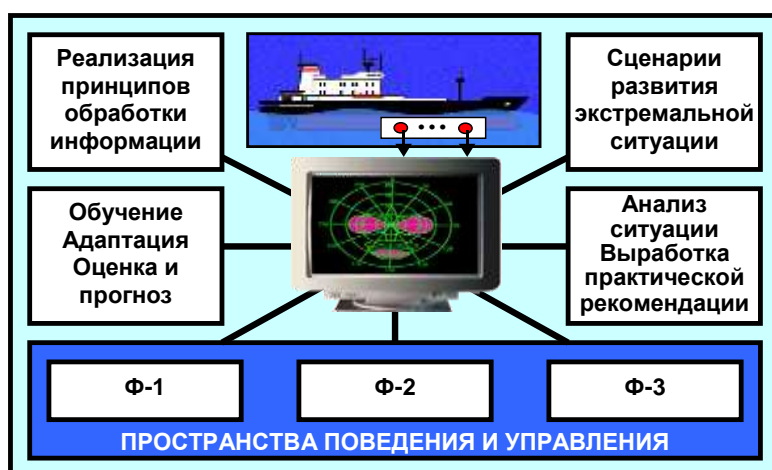 Реализация
принципов
обработки
информации
Сценарии
развития
экстремальной
ситуации
Обучение
Адаптация
Оценка и
прогноз
Анализ
ситуации
Выработка
практической
рекомендации
Ф-1
Ф-2
Ф-3
ПРОСТРАНСТВА ПОВЕДЕНИЯ И УПРАВЛЕНИЯ